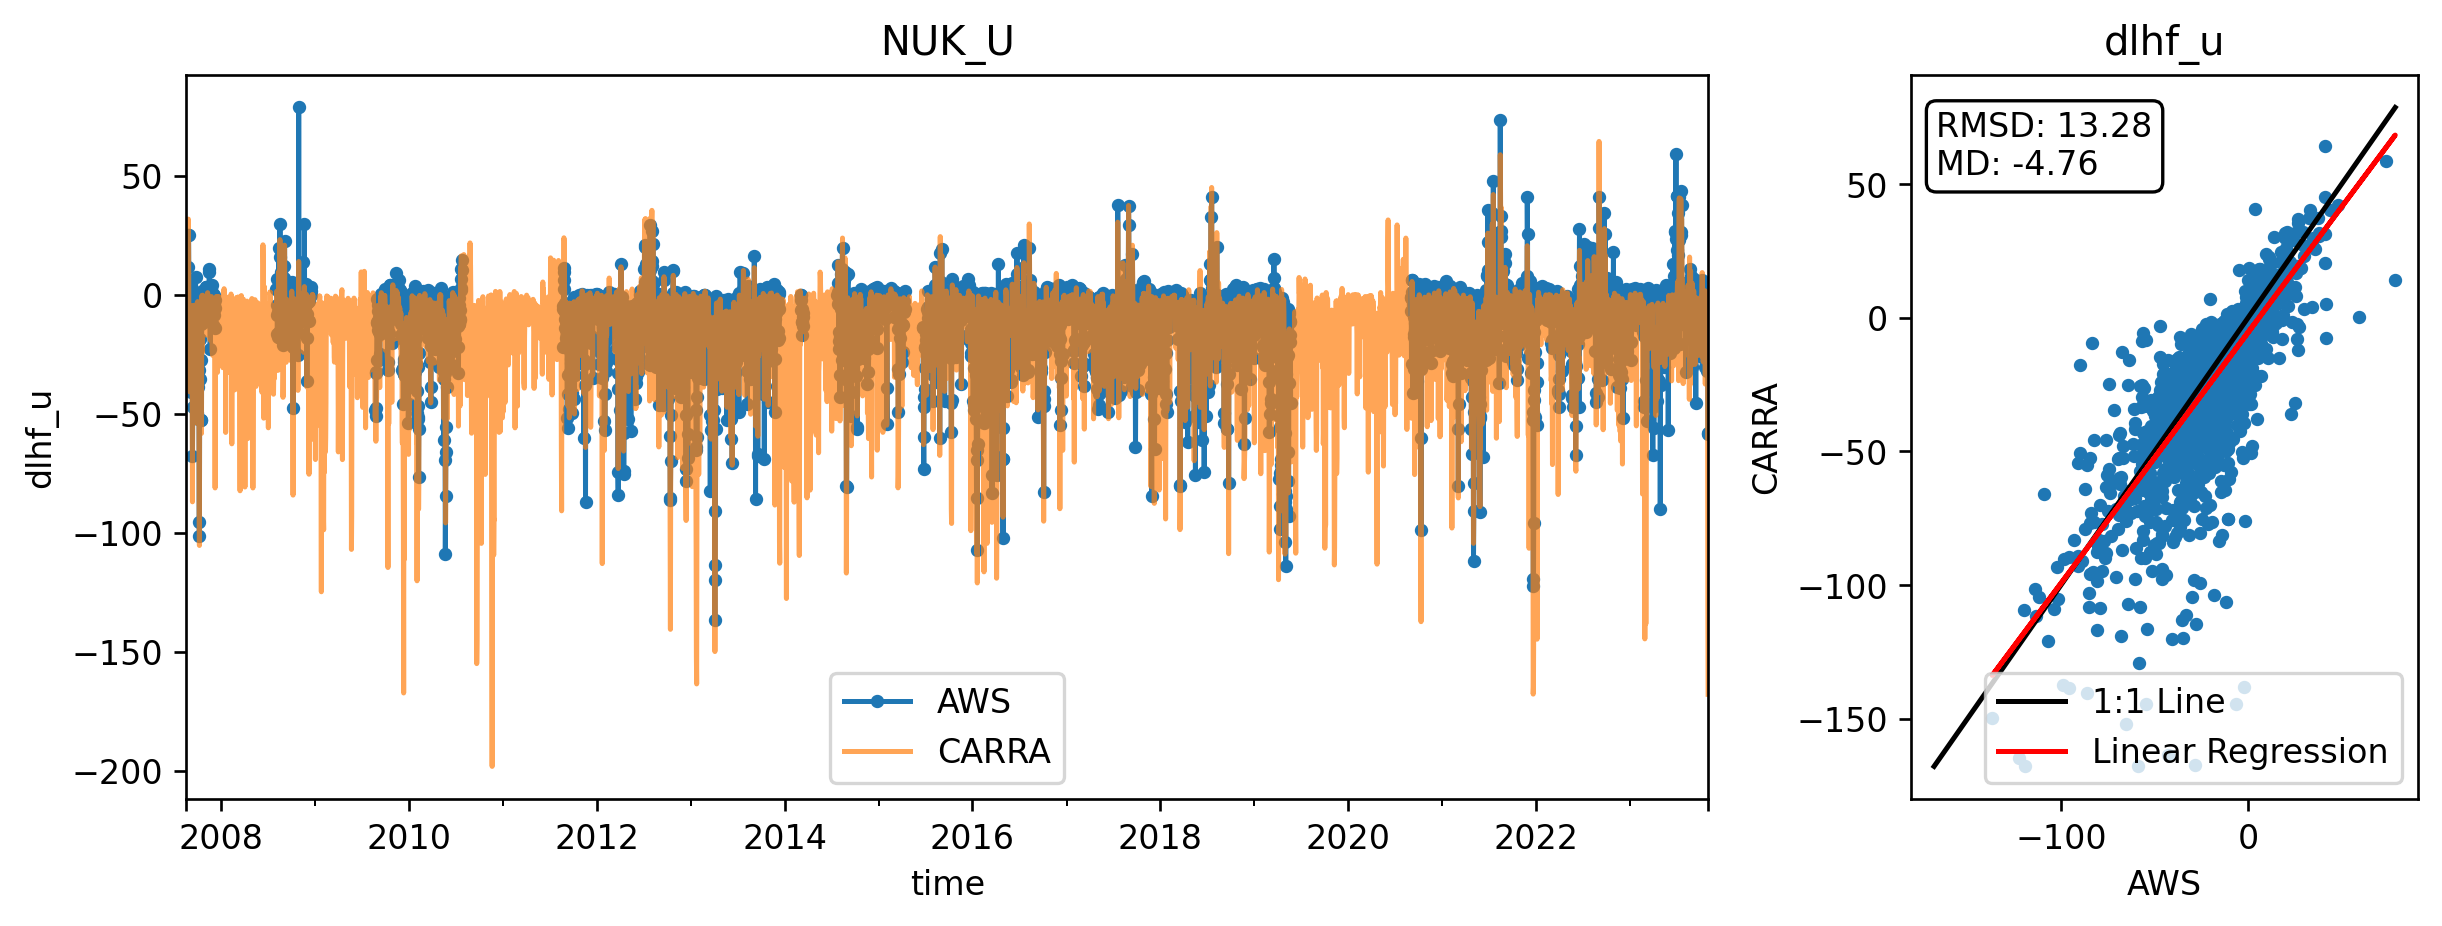 NUK_U
dlhf_u
50
0
−50
−100
−150
−200
2008
2010
2012
2014
2016
2018
2020
2022
time
AWS
CARRA
dlhf_u
RMSD: 13.28
MD: -4.76
CARRA
50
0
−50
−100
−150
−100
0
AWS
1:1 Line
Linear Regression